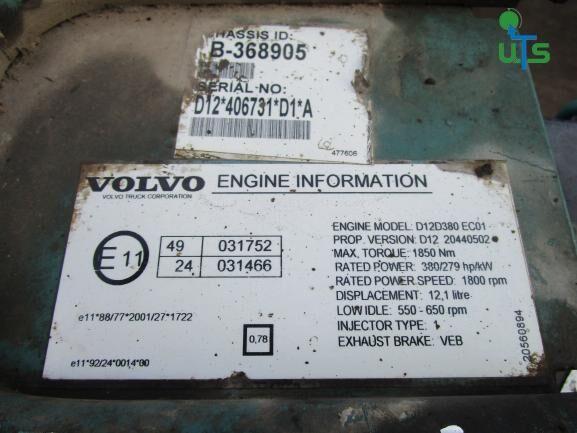 UTS
CHASSIS ID:
B-368905
SERIAL-NO:
D12*406731*D1*A
477606
VOLVO ENGINE INFORMATION
VOLVO TRUCK CORPORATION
E11
49 031752
24 031466
ENGINE MODEL: D12D380 EC01
PROP. VERSION: D12 20440502
MAX. TORQUE: 1850 Nm
RATED POWER: 380/279 hp/kW
RATED POWER SPEED: 1800 rpm
DISPLACEMENT: 12,1 litre
LOW IDLE: 550 - 650 rpm
INJECTOR TYPE: 1
EXHAUST BRAKE: VEB
e11*88/77*2001/27*1722
0,78
e11*92/24*0014*00
20560894